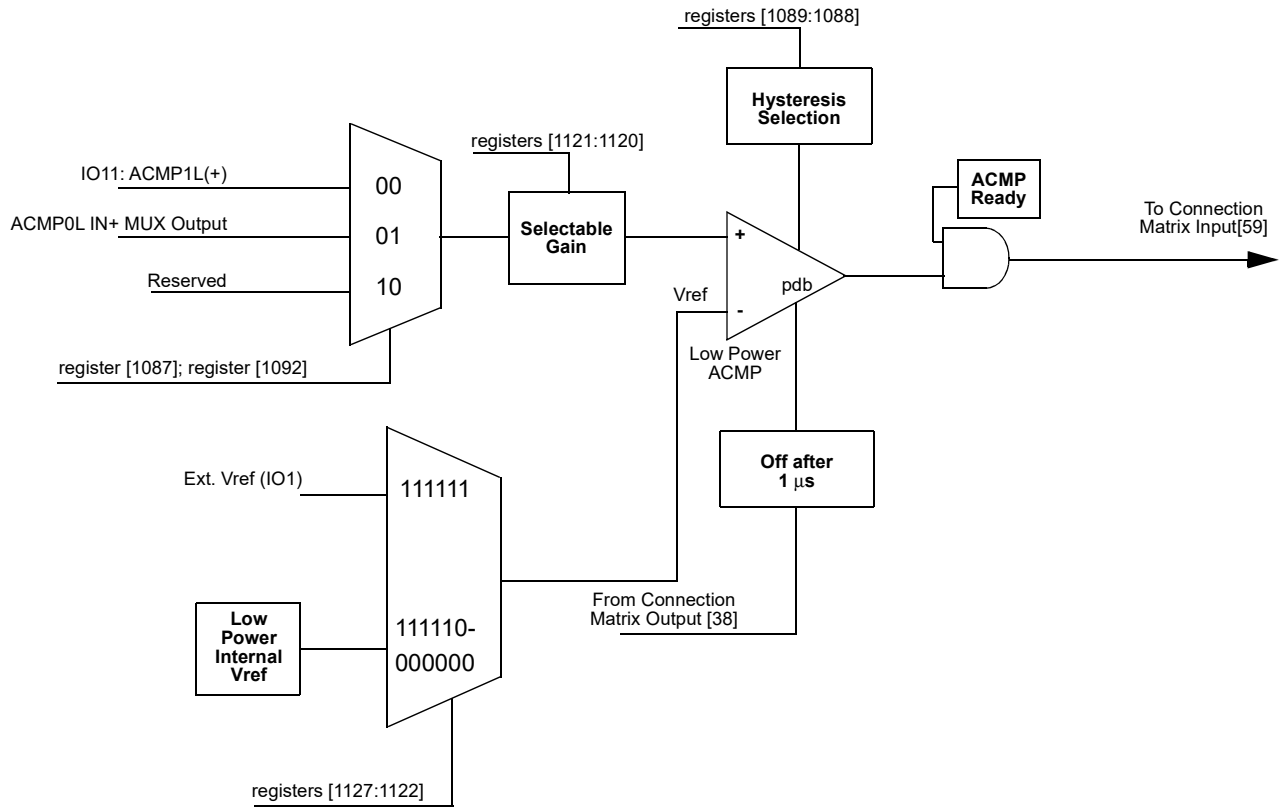 registers [1089:1088]
Hysteresis
Selection
registers [1121:1120]
IO11: ACMP1L(+)
00
ACMP
Ready
To Connection
Matrix Input[59]
ACMP0L IN+ MUX Output
01
Selectable
Gain
+
Reserved
10
pdb
Vref
-
Low Power
ACMP
register [1087]; register [1092]
Off after
1 μs
Ext. Vref (IO1)
111111
From Connection
Matrix Output [38]
Low
Power
Internal
Vref
111110-
000000
registers [1127:1122]